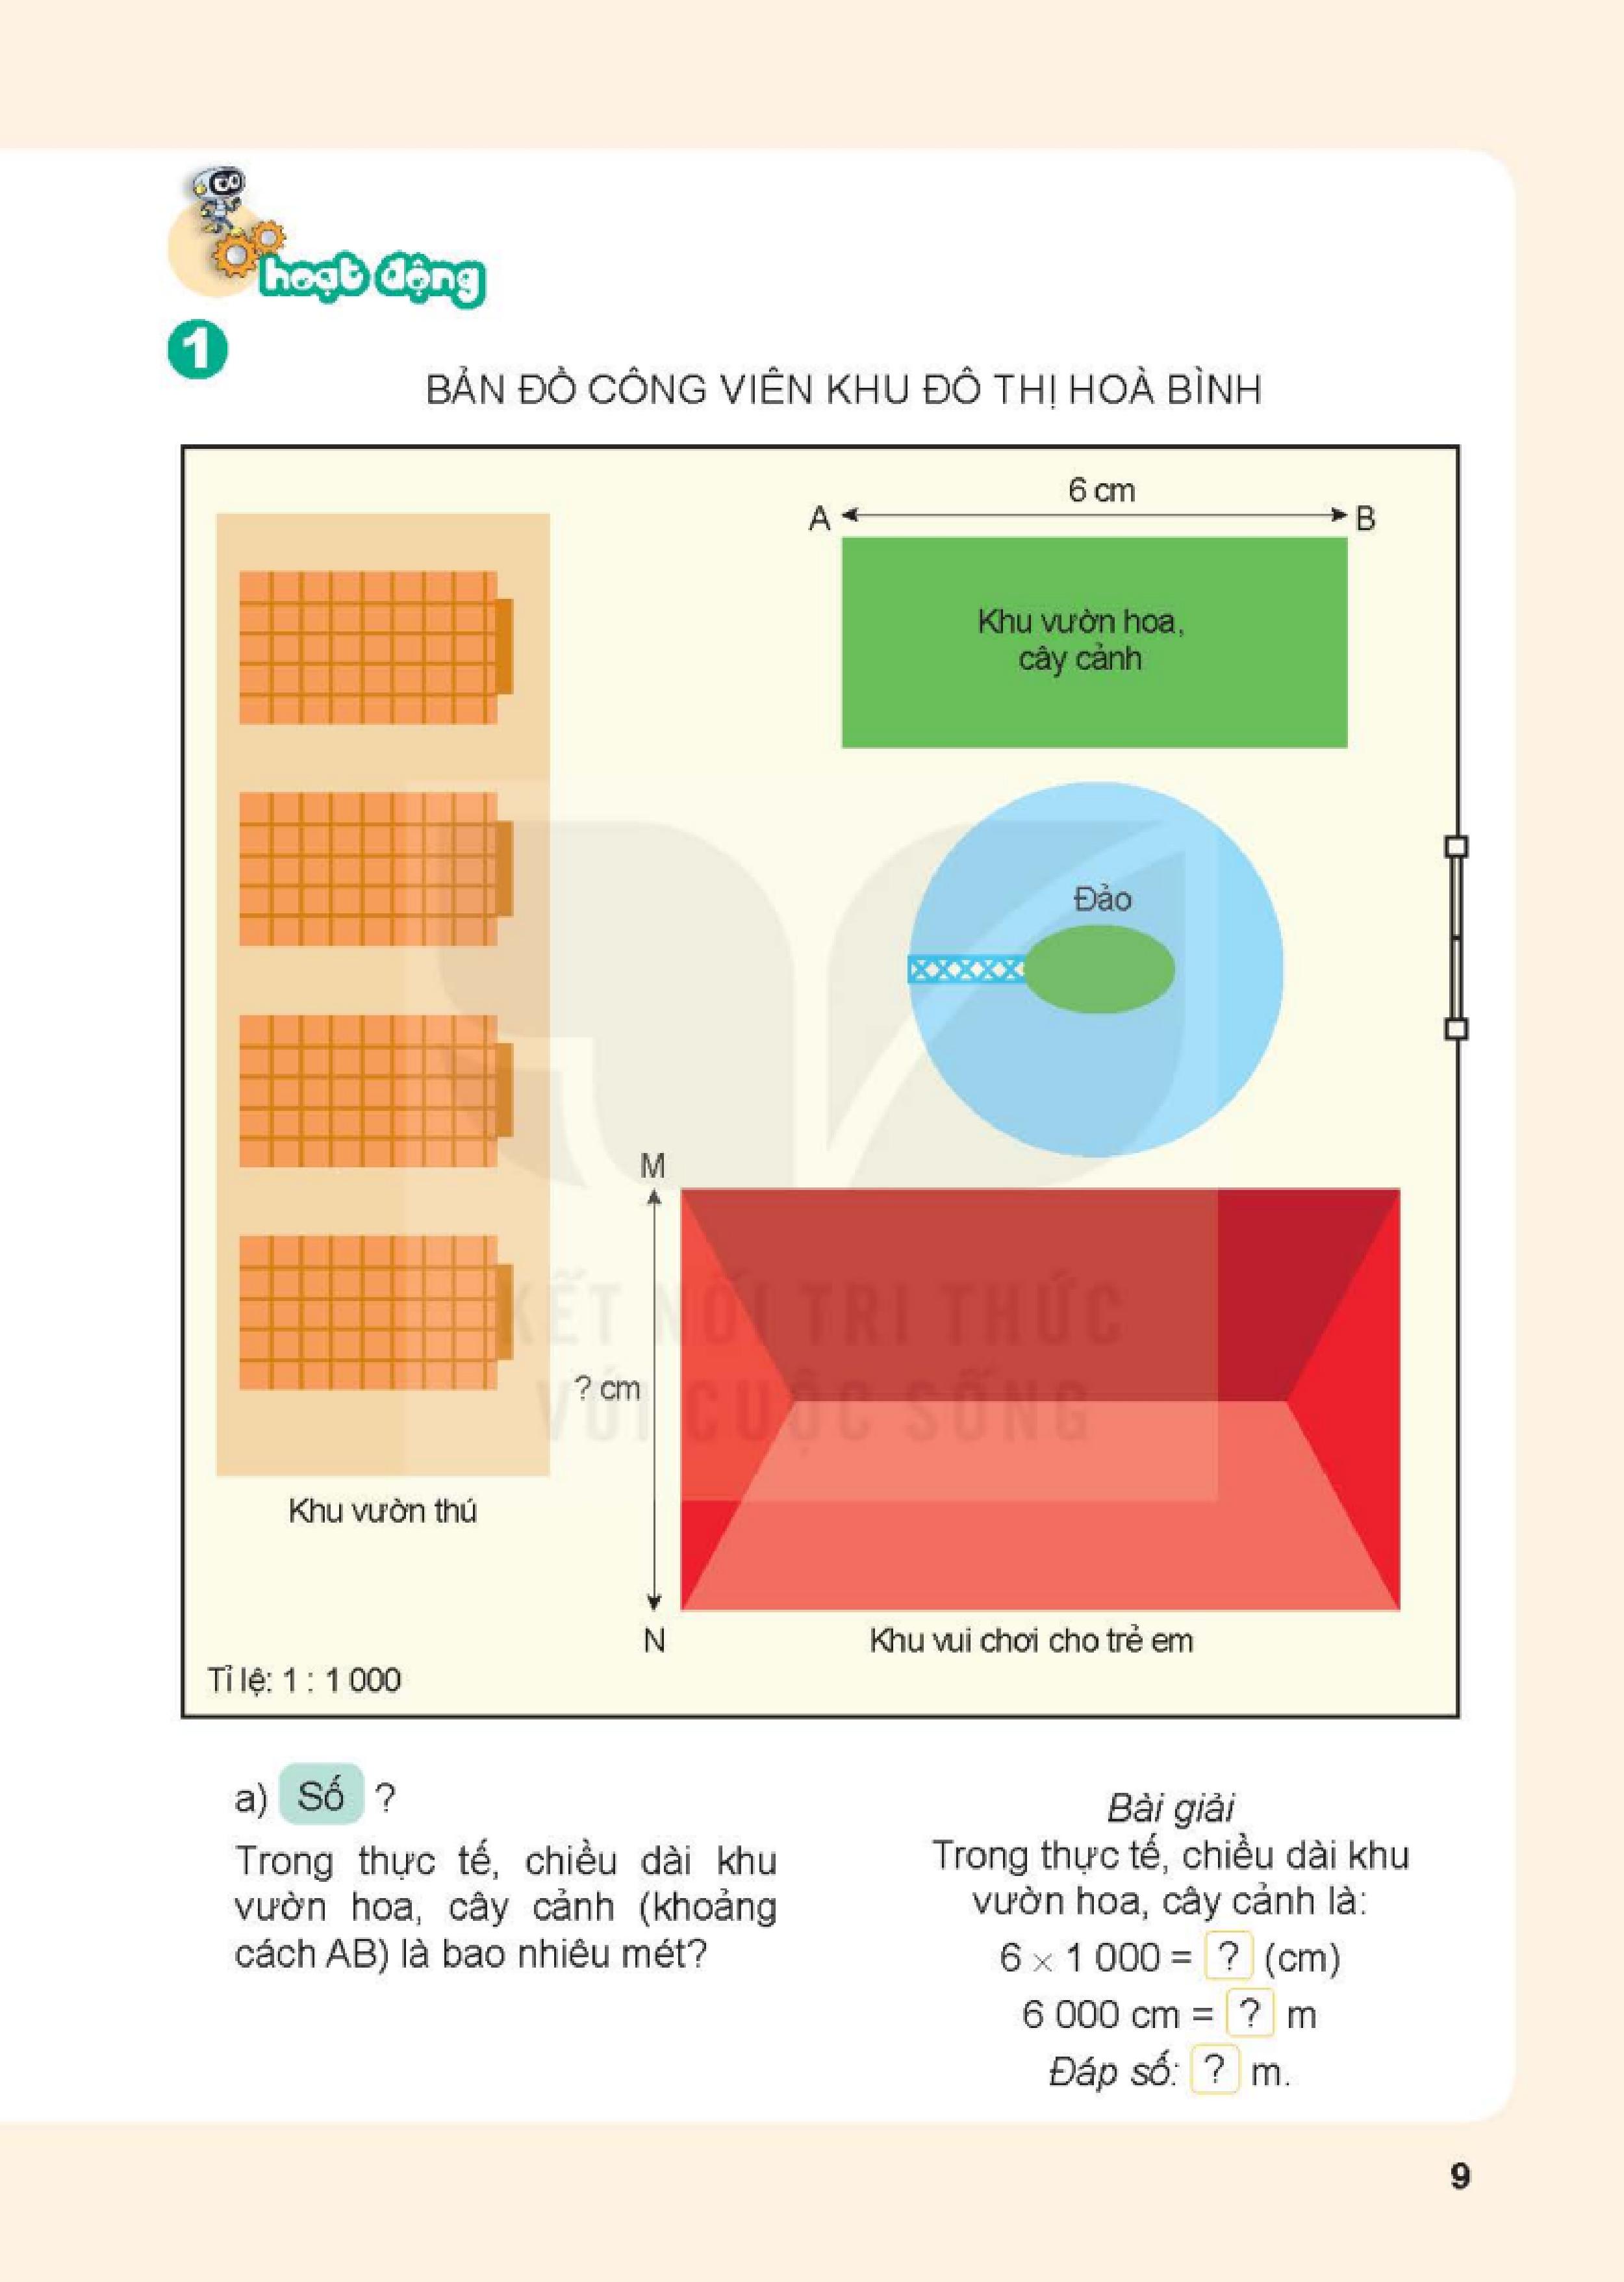 hoạt động
1
BẢN ĐỒ CÔNG VIÊN KHU ĐÔ THỊ HOÀ BÌNH
6 cm
A B
Khu vườn hoa,
cây cảnh
Đảo
M
KẾT NỐI TRI THỨC
? cm
VỚI CUỘC SỐNG
Khu vườn thú
N
Khu vui chơi cho trẻ em
Tỉ lệ: 1 : 1 000
a) Số ?
Trong thực tế, chiều dài khu
vườn hoa, cây cảnh (khoảng
cách AB) là bao nhiêu mét?
Bài giải
Trong thực tế, chiều dài khu
vườn hoa, cây cảnh là:
6 × 1 000 = ? (cm)
6 000 cm = ? m
Đáp số: ? m.
9